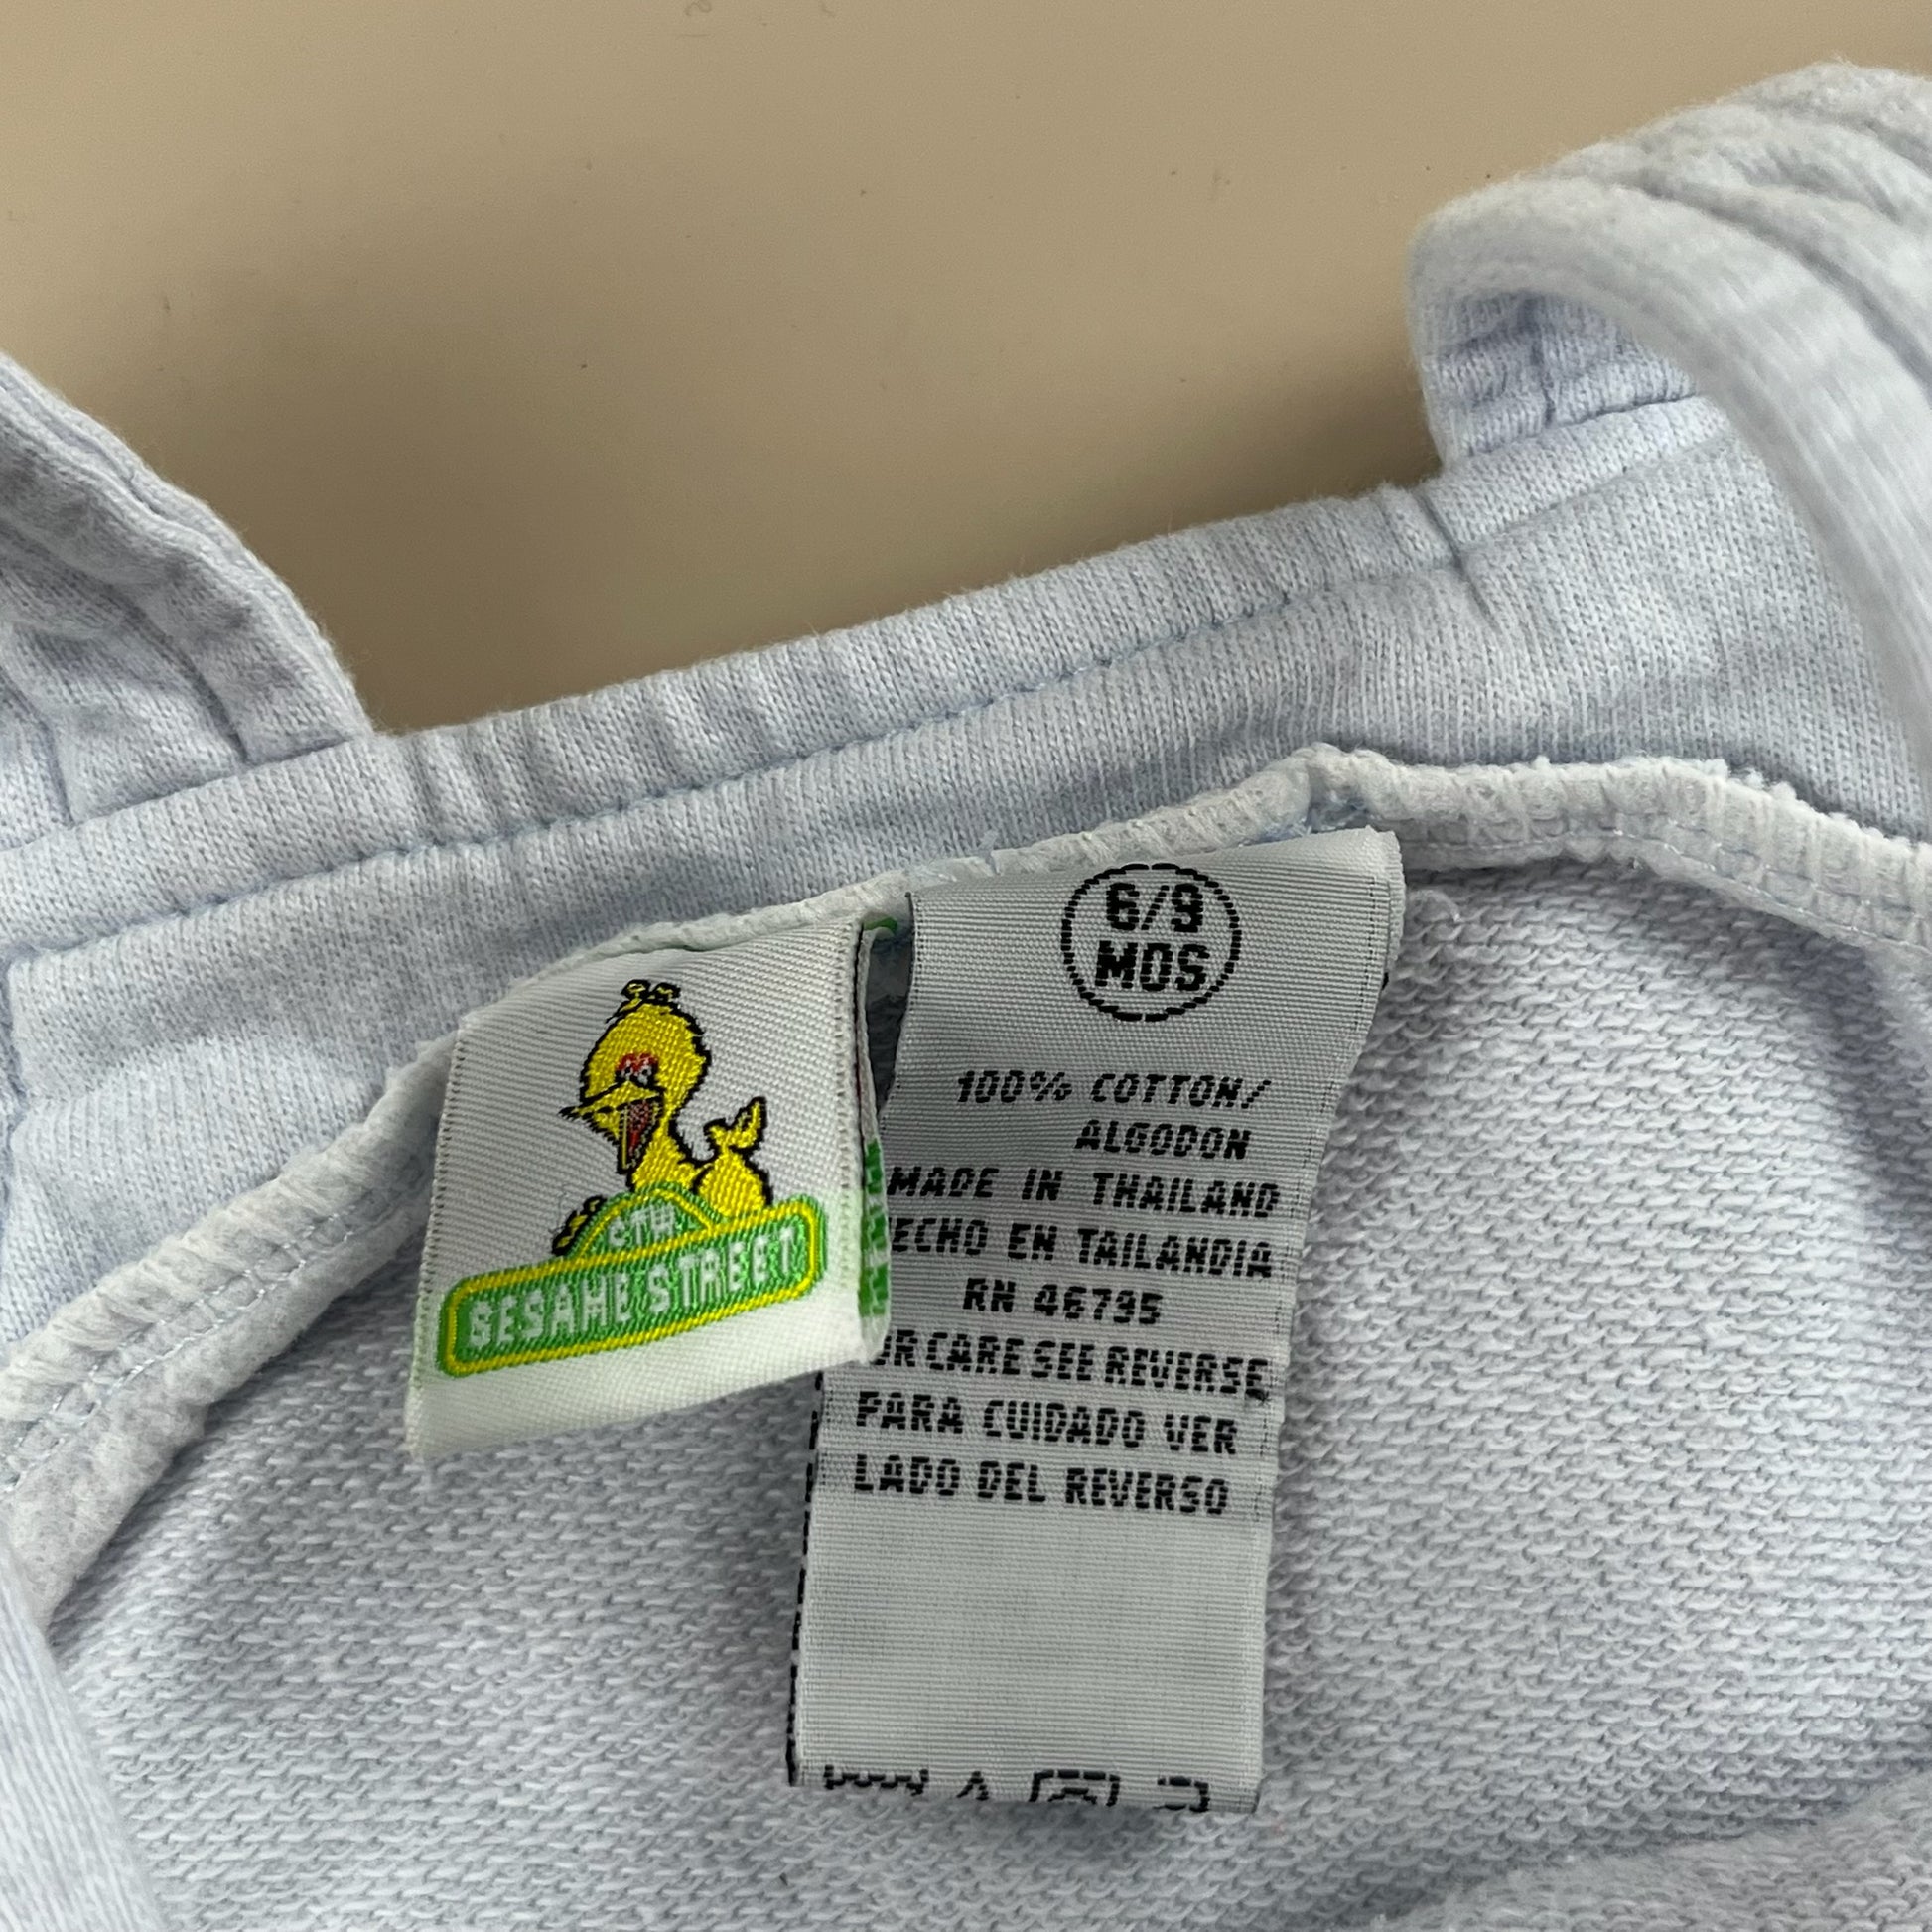 CTW
SESAME STREET
6/9
MOS
100% COTTON/
ALGODON
MADE IN THAILAND
ECHO EN TAILANDIA
RN 46795
OR CARE SEE REVERSE
PARA CUIDADO VER
LADO DEL REVERSO